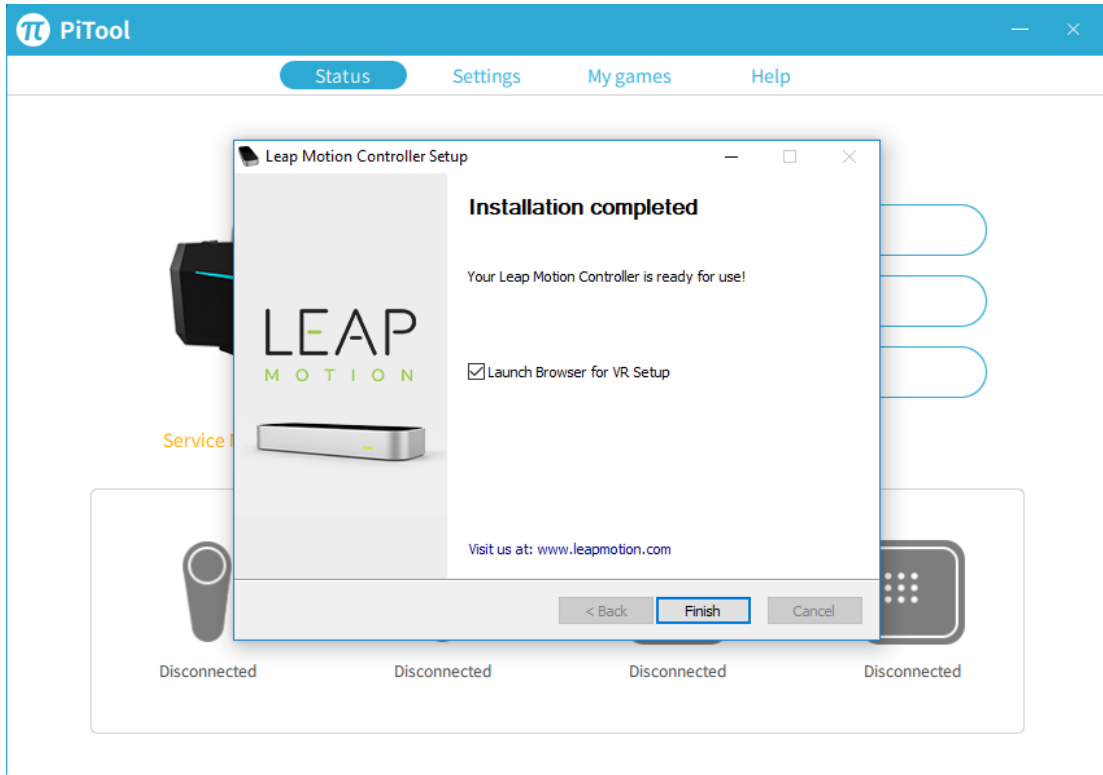 π PiTool
Status Settings My games Help
Leap Motion Controller Setup
Installation completed
Your Leap Motion Controller is ready for use!
LEAP
MOTION
Launch Browser for VR Setup
Service
Visit us at: www.leapmotion.com
< Back Finish Cancel
Disconnected Disconnected Disconnected Disconnected